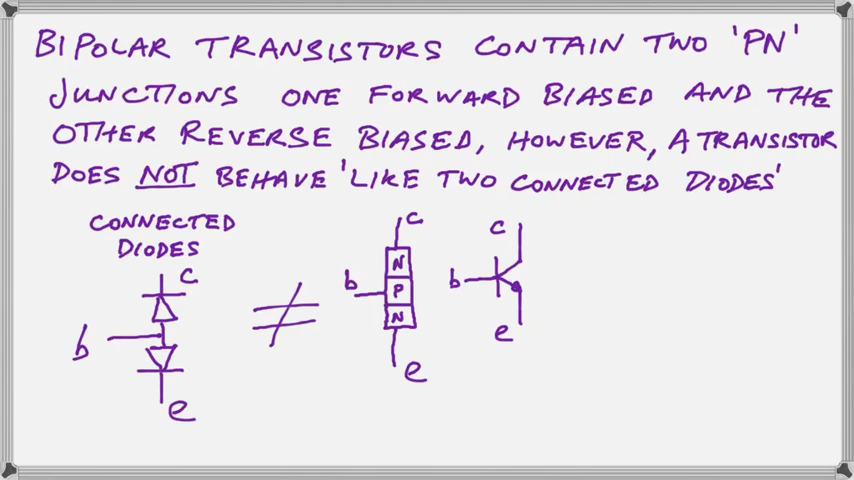 BIPOLAR TRANSISTORS CONTAIN TWO 'PN'
JUNCTIONS ONE FORWARD BIASED AND THE
OTHER REVERSE BIASED, HOWEVER, A TRANSISTOR
DOES NOT BEHAVE 'LIKE TWO CONNECTED DIODES'
CONNECTED
DIODES
c
b
e
≠
c
N
b P
N
e
c
b
e